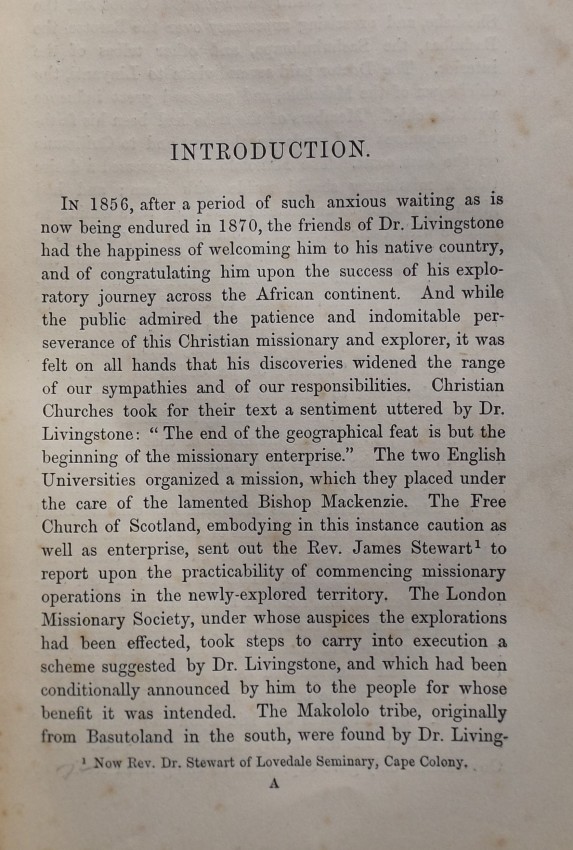 INTRODUCTION.
IN 1856, after a period of such anxious waiting as is
now being endured in 1870, the friends of Dr. Livingstone
had the happiness of welcoming him to his native country,
and of congratulating him upon the success of his explo-
ratory journey across the African continent. And while
the public admired the patience and indomitable per-
severance of this Christian missionary and explorer, it was
felt on all hands that his discoveries widened the range
of our sympathies and of our responsibilities. Christian
Churches took for their text a sentiment uttered by Dr.
Livingstone: “The end of the geographical feat is but the
beginning of the missionary enterprise.” The two English
Universities organized a mission, which they placed under
the care of the lamented Bishop Mackenzie. The Free
Church of Scotland, embodying in this instance caution as
well as enterprise, sent out the Rev. James Stewart¹ to
report upon the practicability of commencing missionary
operations in the newly-explored territory. The London
Missionary Society, under whose auspices the explorations
had been effected, took steps to carry into execution a
scheme suggested by Dr. Livingstone, and which had been
conditionally announced by him to the people for whose
benefit it was intended. The Makololo tribe, originally
from Basutoland in the south, were found by Dr. Living-
¹ Now Rev. Dr. Stewart of Lovedale Seminary, Cape Colony.
A